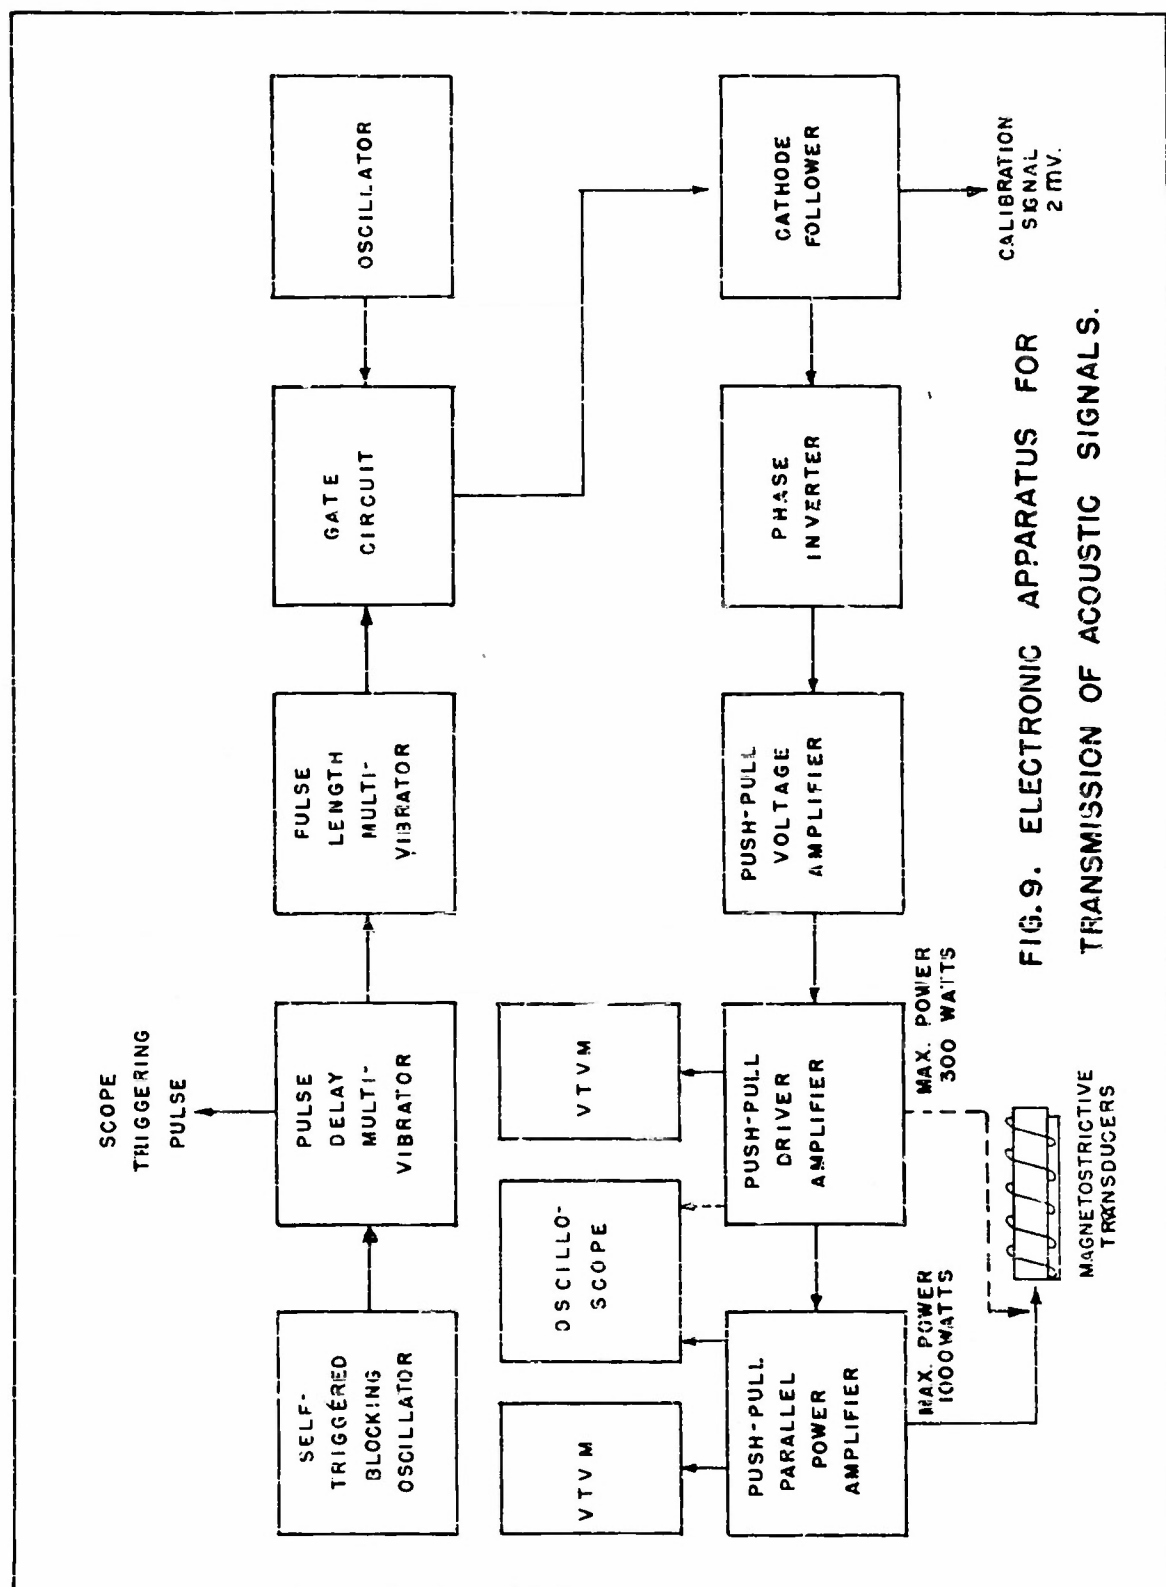 SCOPE
TRIGGERING
PULSE
SELF-
TRIGGERED
BLOCKING
OSCILLATOR
PULSE
DELAY
MULTI-
VIBRATOR
FULSE
LENGTH
MULTI-
VIBRATOR
GATE
CIRCUIT
OSCILLATOR
VTVM
OSCILLO-
SCOPE
VTVM
PUSH-PULL
PARALLEL
POWER
AMPLIFIER
PUSH-PULL
DRIVER
AMPLIFIER
PUSH-PULL
VOLTAGE
AMPLIFIER
PHASE
INVERTER
CATHODE
FOLLOWER
MAX. POWER
1000WATTS
MAX. POWER
300 WATTS
CALIBRATION
SIGNAL
2 MV.
MAGNETOSTRICTIVE
TRANSDUCERS
FIG.9. ELECTRONIC APPARATUS FOR
TRANSMISSION OF ACOUSTIC SIGNALS.